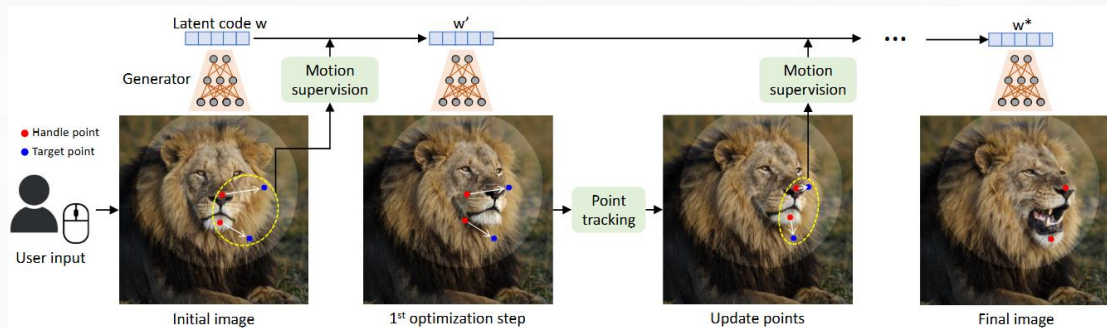 Latent code w
w’
w*
Generator
Motion
supervision
Motion
supervision
...
Handle point
Target point
Point
tracking
User input
Initial image
1st optimization step
Update points
Final image